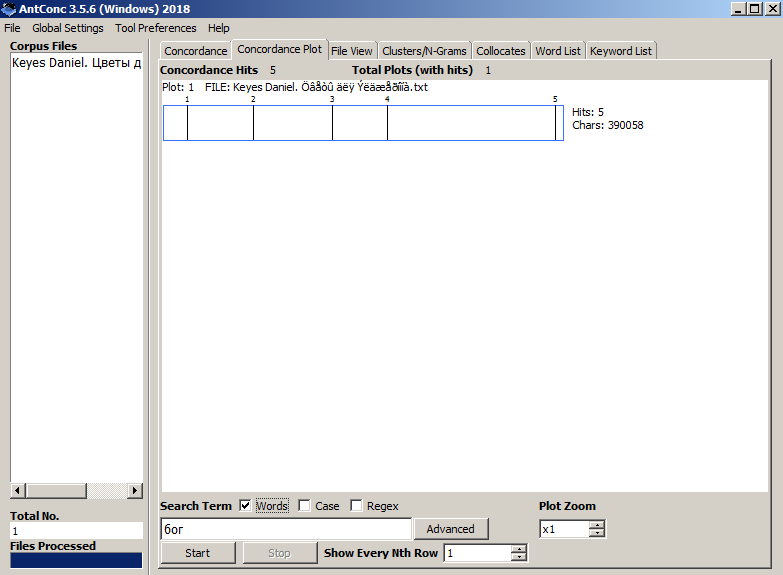 AntConc 3.5.6 (Windows) 2018
File Global Settings Tool Preferences Help
Corpus Files
Keyes Daniel. Цветы д
Concordance Concordance Plot File View Clusters/N-Grams Collocates Word List Keyword List
Concordance Hits 5 Total Plots (with hits) 1
Plot: 1 FILE: Keyes Daniel. Öâåòû äëÿ Ýëäæåðíîíà.txt
1 2 3 4 5
Hits: 5
Chars: 390058
Search Term Words Case Regex Plot Zoom
бог Advanced x1
Start Stop Show Every Nth Row 1
Total No.
1
Files Processed